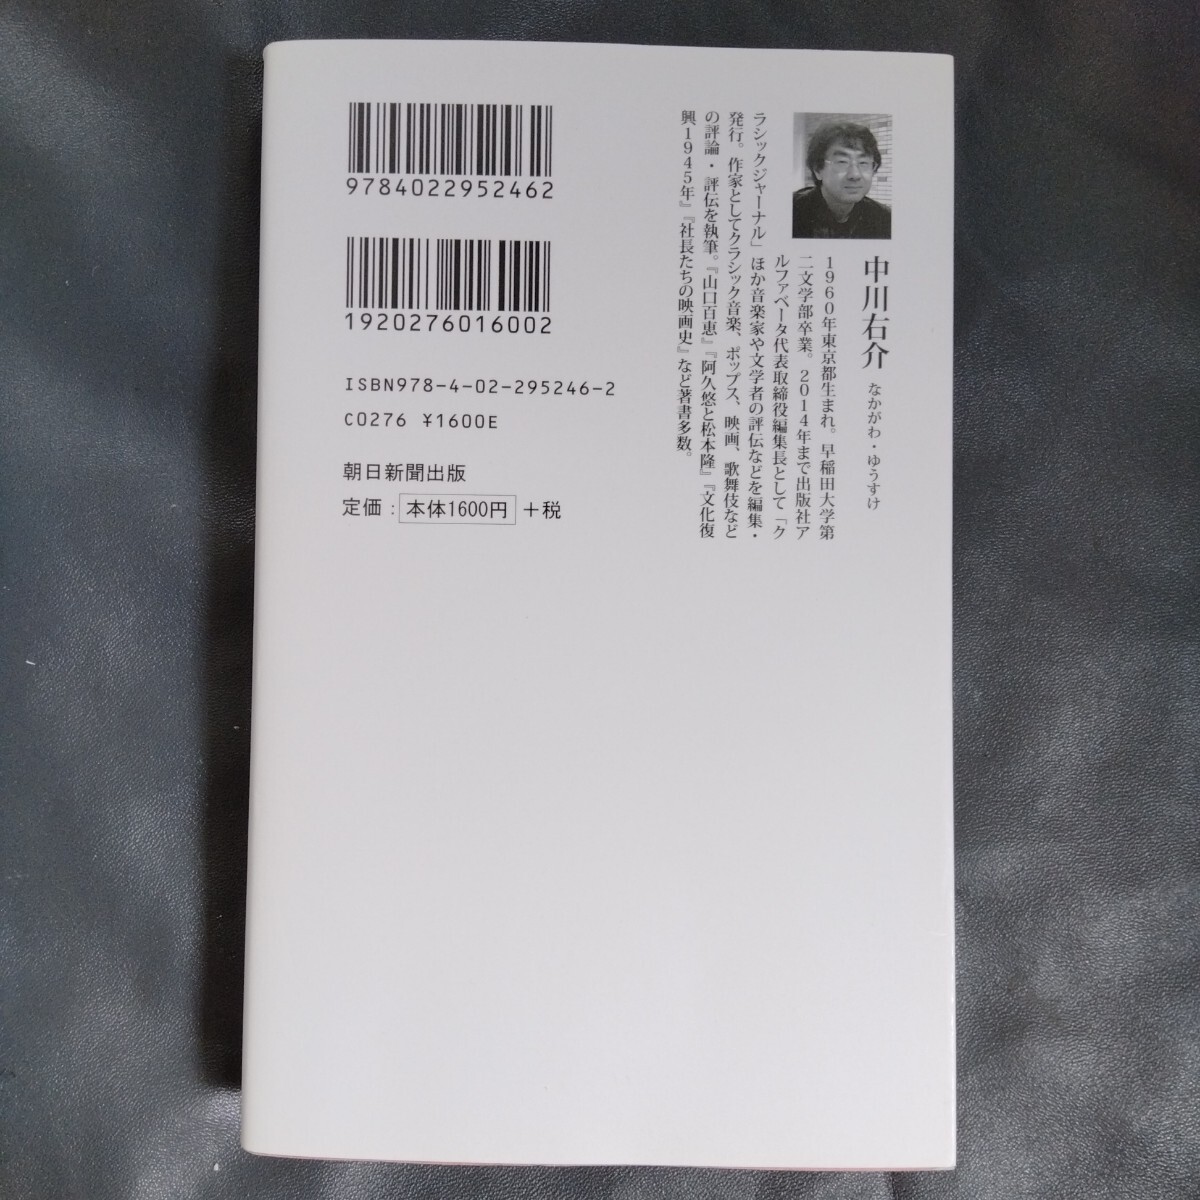 中川右介 なかがわ・ゆうすけ
1960年東京都生まれ。早稲田大学第
二文学部卒業。2014年まで出版社ア
ルファベータ代表取締役編集長として「ク
ラシックジャーナル」ほか音楽家や文学者の評伝などを編集・
発行。作家としてクラシック音楽、ポップス、映画、歌舞伎など
の評論・評伝を執筆。『山口百恵』『阿久悠と松本隆』『文化復
興1945年』『社長たちの映画史』など著書多数。
9784022952462
1920276016002
ISBN978-4-02-295246-2
C0276 ¥1600E
朝日新聞出版
定価：本体1600円＋税